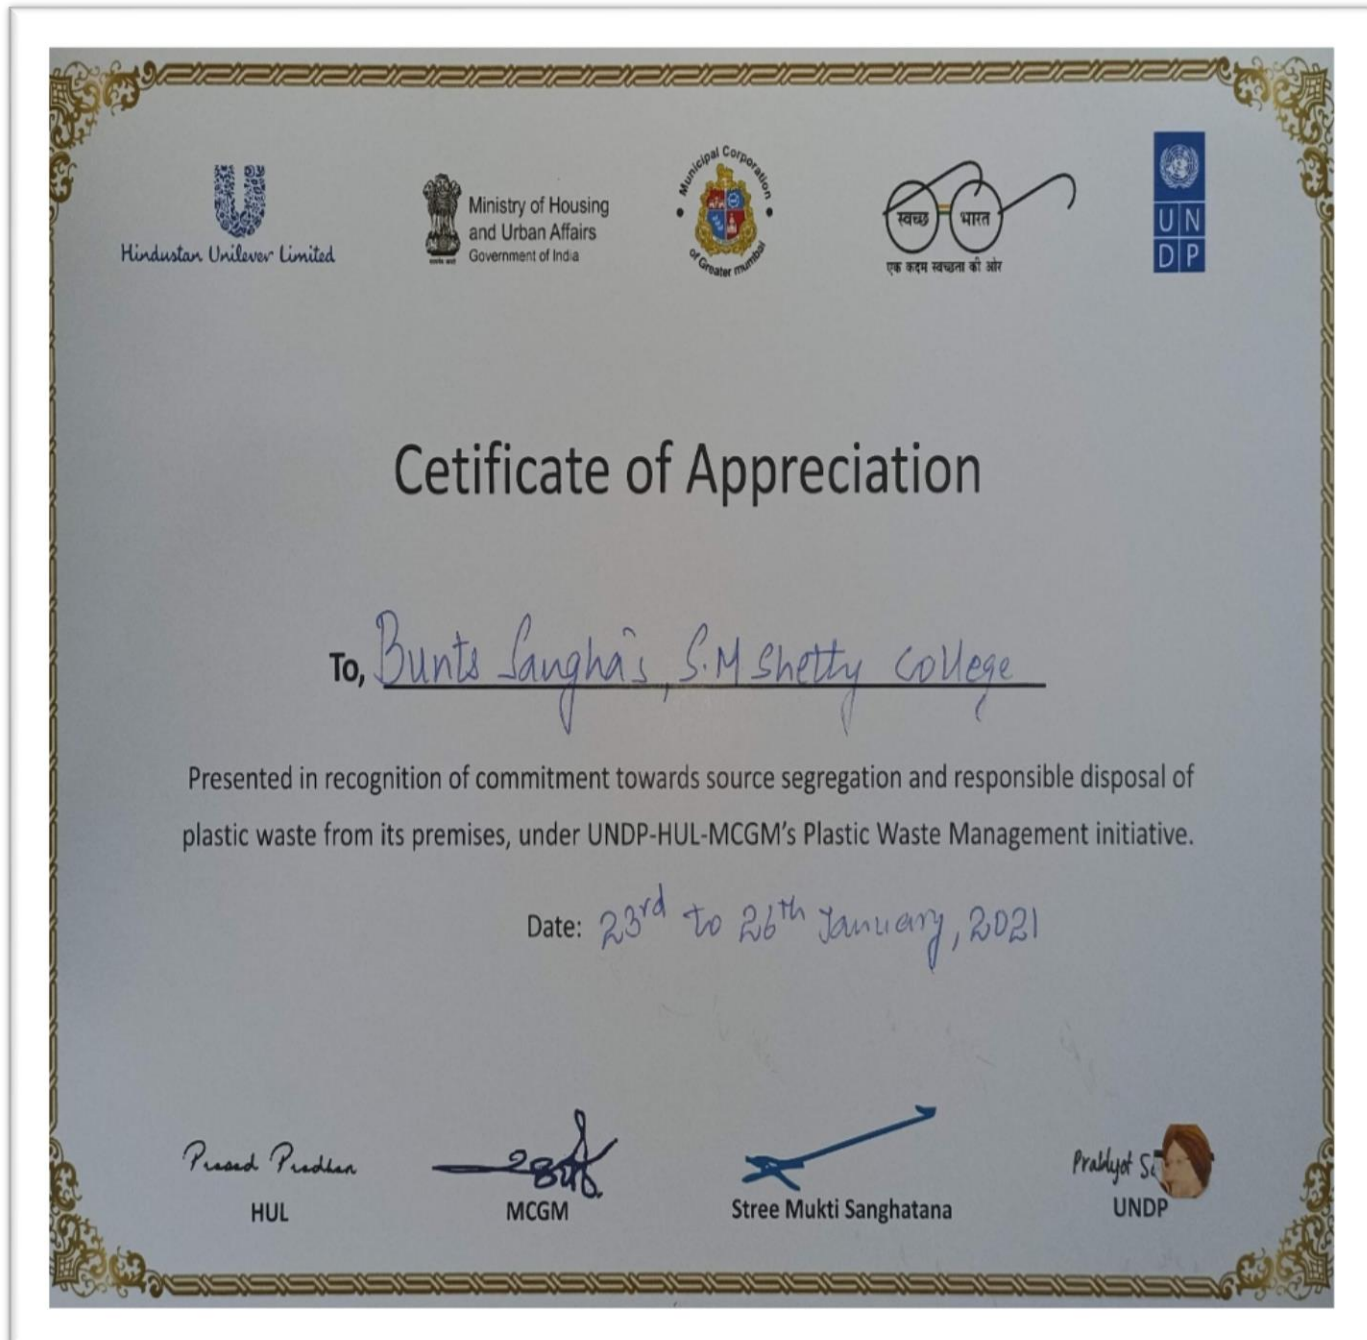 Hindustan Unilever Limited
Ministry of Housing
and Urban Affairs
Government of India
Municipal Corporation
of Greater mumbai
स्वच्छ भारत
एक कदम स्वच्छता की ओर
UN
DP
Cetificate of Appreciation
To, Bunts Sangha's, S.M Shetty College
Presented in recognition of commitment towards source segregation and responsible disposal of
plastic waste from its premises, under UNDP-HUL-MCGM's Plastic Waste Management initiative.
Date: 23rd to 26th January, 2021
Prasad Pradhan
HUL
MCGM
Stree Mukti Sanghatana
UNDP